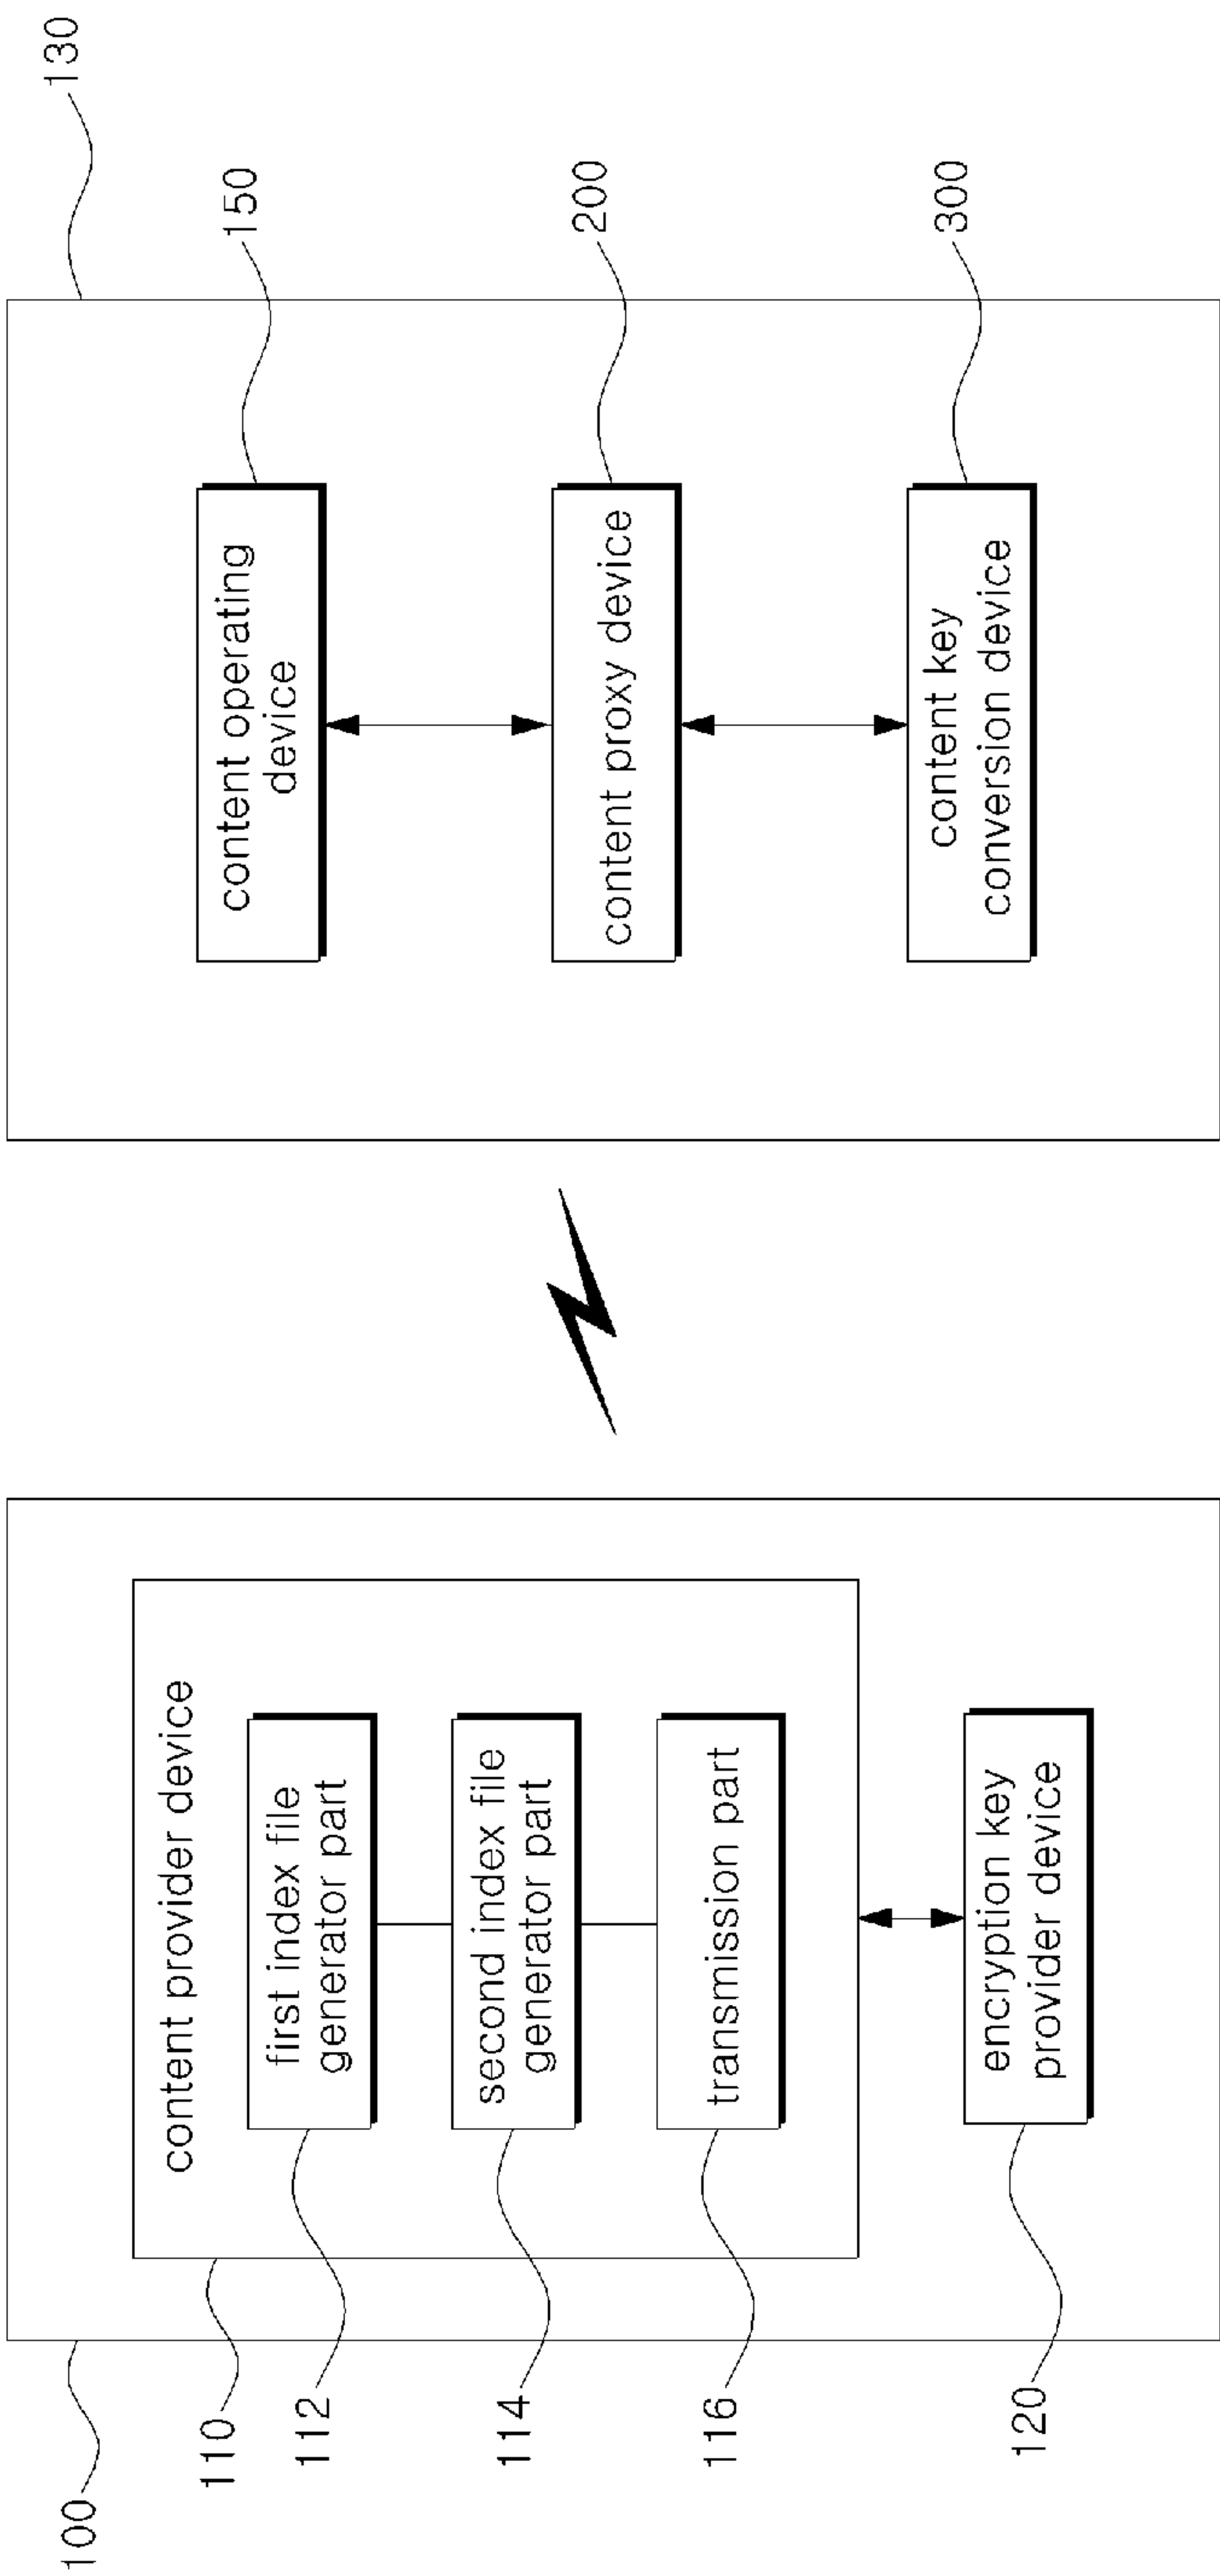 100
110
content provider device
112
first index file
generator part
114
second index file
generator part
116
transmission part
120
encryption key
provider device
130
150
content operating
device
200
content proxy device
300
content key
conversion device